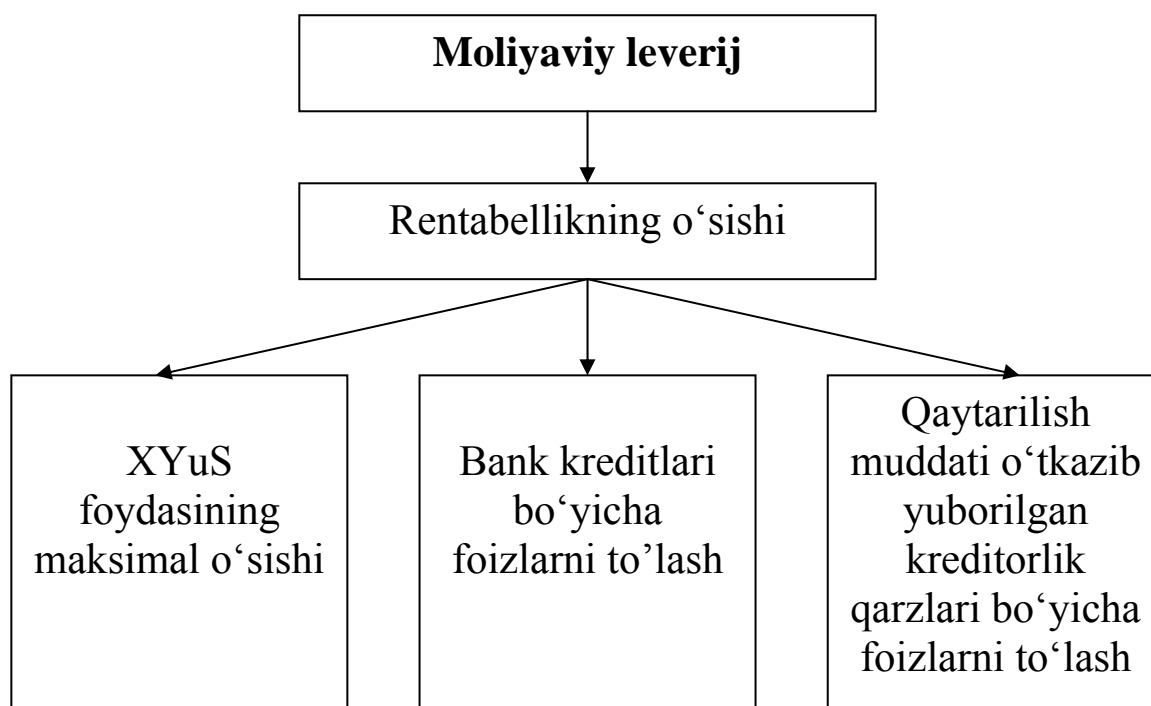 Moliyaviy leverij
Rentabellikning o‘sishi
XYuS
foydasining
maksimal o‘sishi
Bank kreditlari
bo‘yicha
foizlarni to’lash
Qaytarilish
muddati o‘tkazib
yuborilgan
kreditorlik
qarzlari bo‘yicha
foizlarni to‘lash